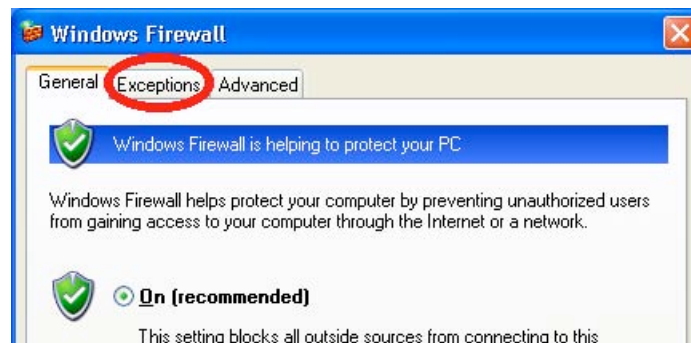 Windows Firewall
General Exceptions Advanced
Windows Firewall is helping to protect your PC
Windows Firewall helps protect your computer by preventing unauthorized users
from gaining access to your computer through the Internet or a network.
On (recommended)
This setting blocks all outside sources from connecting to this